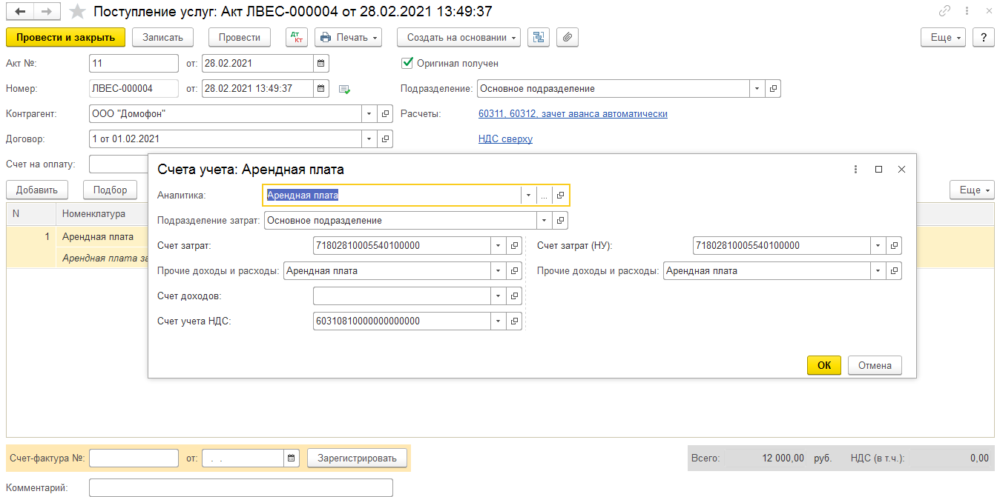 Поступление услуг: Акт ЛВЕС-000004 от 28.02.2021 13:49:37
Провести и закрыть Записать Провести Дт Кт Печать Создать на основании Еще ?
Акт №: 11 от: 28.02.2021 Оригинал получен
Номер: ЛВЕС-000004 от: 28.02.2021 13:49:37 Подразделение: Основное подразделение
Контрагент: ООО "Домофон" Расчеты: 60311, 60312, зачет аванса автоматически
Договор: 1 от 01.02.2021 НДС сверху
Счет на оплату:
Добавить Подбор Еще
N Номенклатура
1 Арендная плата
Арендная плата за
Счета учета: Арендная плата
Аналитика: Арендная плата ...
Подразделение затрат: Основное подразделение
Счет затрат: 71802810005540100000 Счет затрат (НУ): 71802810005540100000
Прочие доходы и расходы: Арендная плата Прочие доходы и расходы: Арендная плата
Счет доходов:
Счет учета НДС: 60310810000000000000
ОК Отмена
Счет-фактура №: от: . . Зарегистрировать Всего: 12 000,00 руб. НДС (в т.ч.): 0,00
Комментарий: